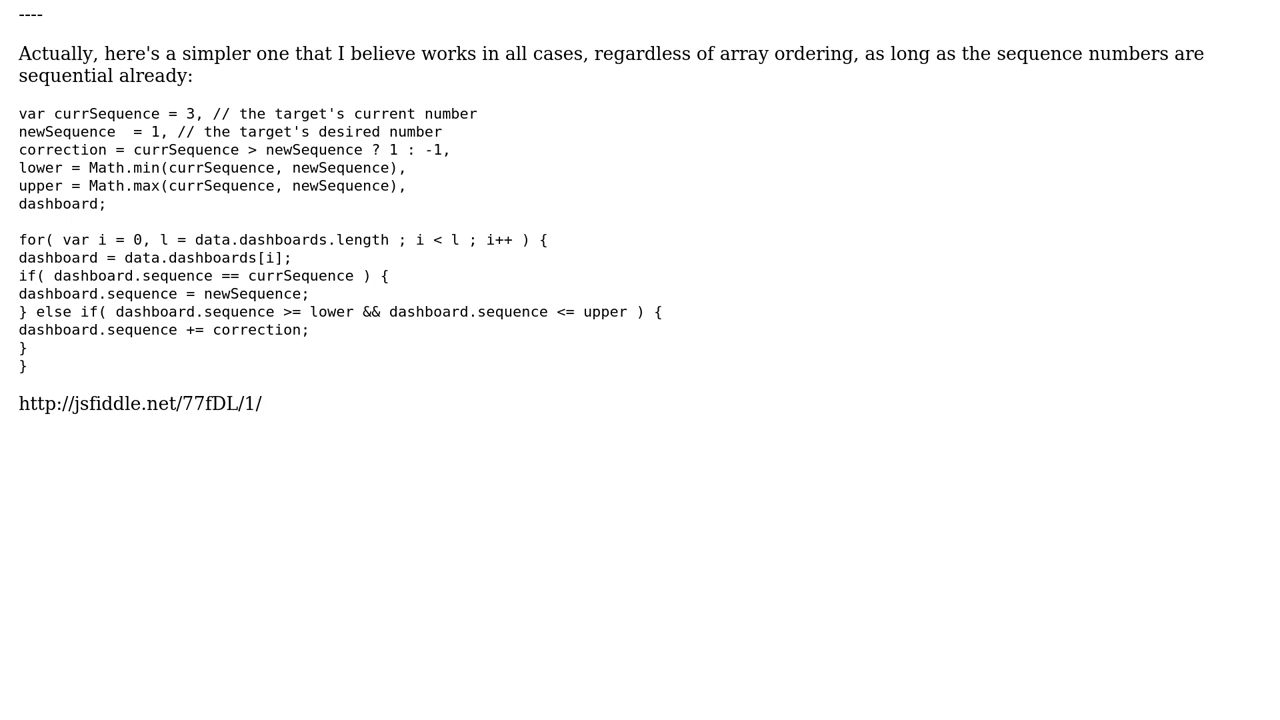 ----
Actually, here's a simpler one that I believe works in all cases, regardless of array ordering, as long as the sequence numbers are
sequential already:
var currSequence = 3, // the target's current number
newSequence  = 1, // the target's desired number
correction = currSequence > newSequence ? 1 : -1,
lower = Math.min(currSequence, newSequence),
upper = Math.max(currSequence, newSequence),
dashboard;
for( var i = 0, l = data.dashboards.length ; i < l ; i++ ) {
dashboard = data.dashboards[i];
if( dashboard.sequence == currSequence ) {
dashboard.sequence = newSequence;
} else if( dashboard.sequence >= lower && dashboard.sequence <= upper ) {
dashboard.sequence += correction;
}
}
http://jsfiddle.net/77fDL/1/